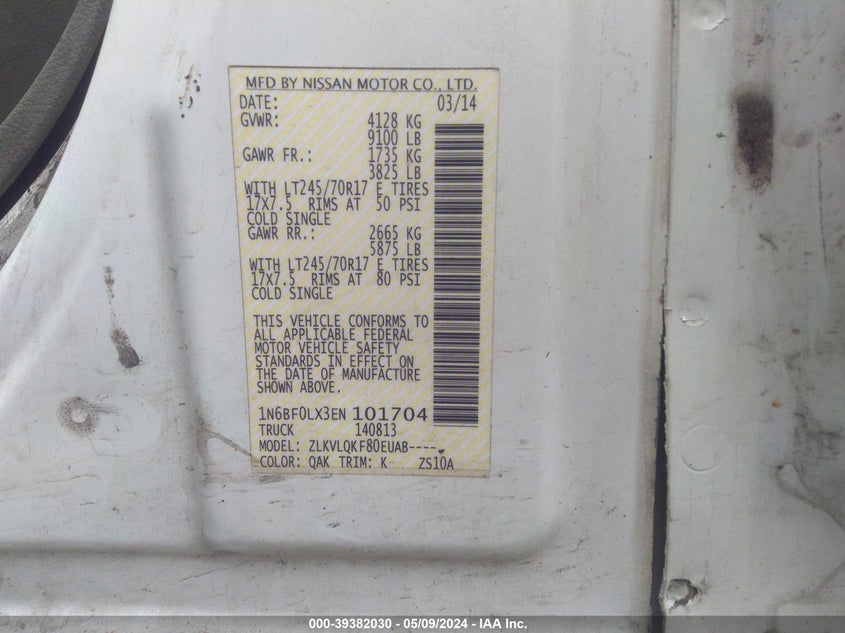 MFD BY NISSAN MOTOR CO., LTD.
DATE: 03/14
GVWR: 4128 KG
9100 LB
GAWR FR.: 1735 KG
3825 LB
WITH LT245/70R17 E TIRES
17X7.5 RIMS AT 50 PSI
COLD SINGLE
GAWR RR.: 2665 KG
5875 LB
WITH LT245/70R17 E TIRES
17X7.5 RIMS AT 80 PSI
COLD SINGLE
THIS VEHICLE CONFORMS TO
ALL APPLICABLE FEDERAL
MOTOR VEHICLE SAFETY
STANDARDS IN EFFECT ON
THE DATE OF MANUFACTURE
SHOWN ABOVE.
1N6BF0LX3EN 101704
TRUCK 140813
MODEL: ZLKVLQKF80EUAB----
COLOR: QAK TRIM: K ZS10A
000-39382030 - 05/09/2024 - IAA Inc.